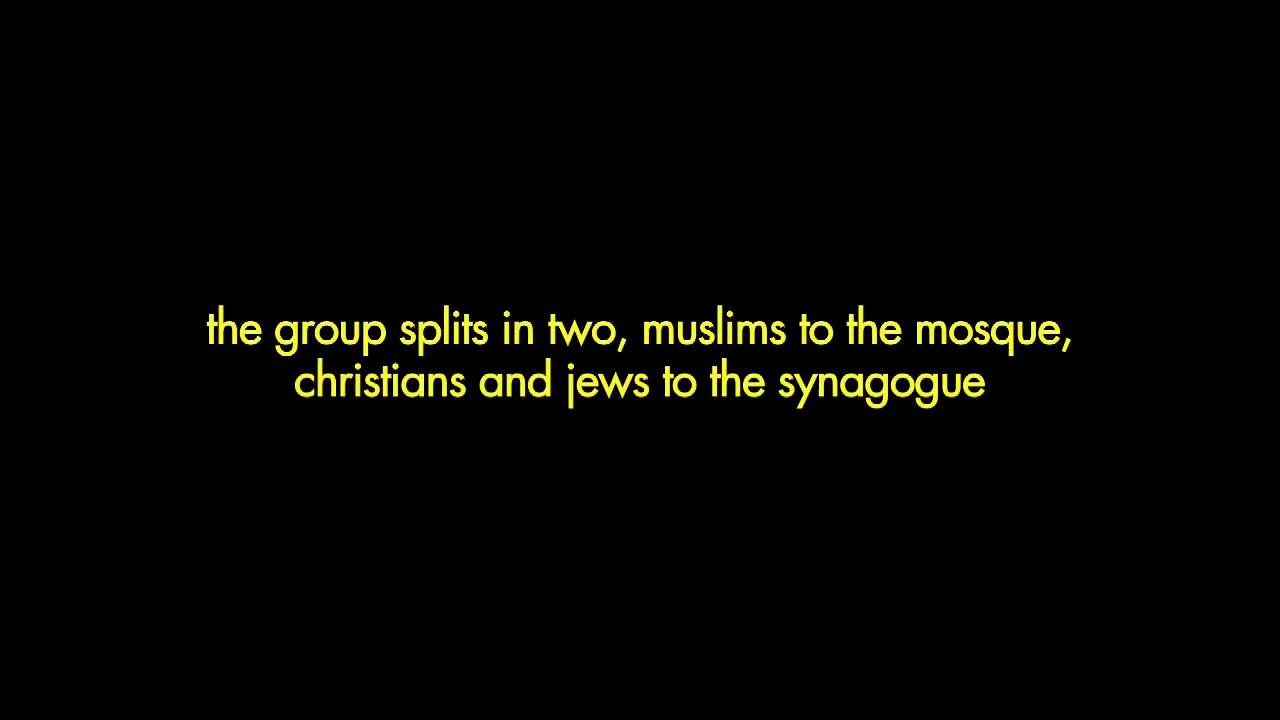 the group splits in two, muslims to the mosque,
christians and jews to the synagogue